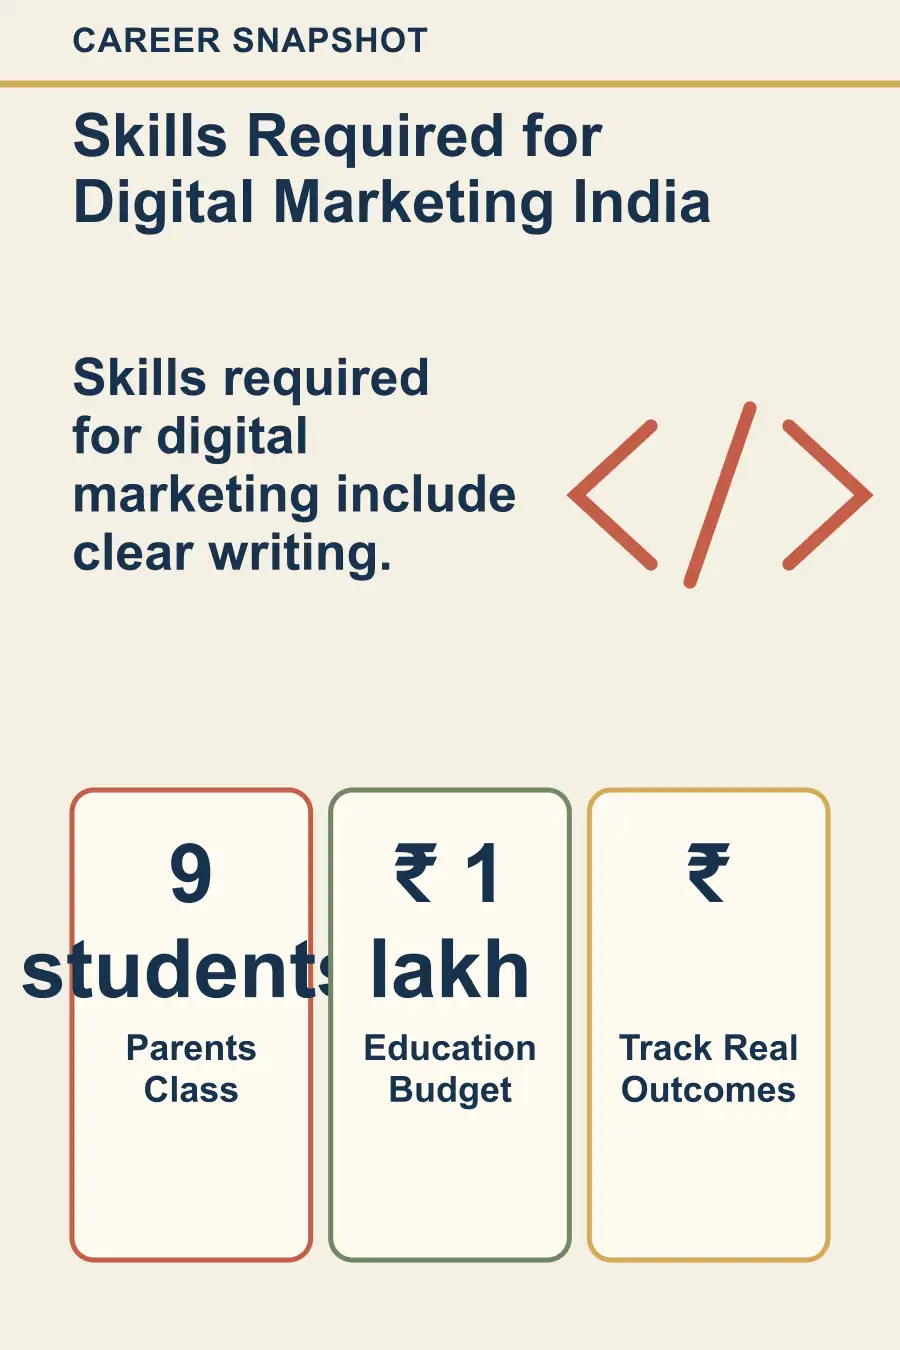 CAREER SNAPSHOT
Skills Required for
Digital Marketing India
Skills required
for digital
marketing include
clear writing.
9
students
Parents
Class
₹ 1
lakh
Education
Budget
₹
Track Real
Outcomes